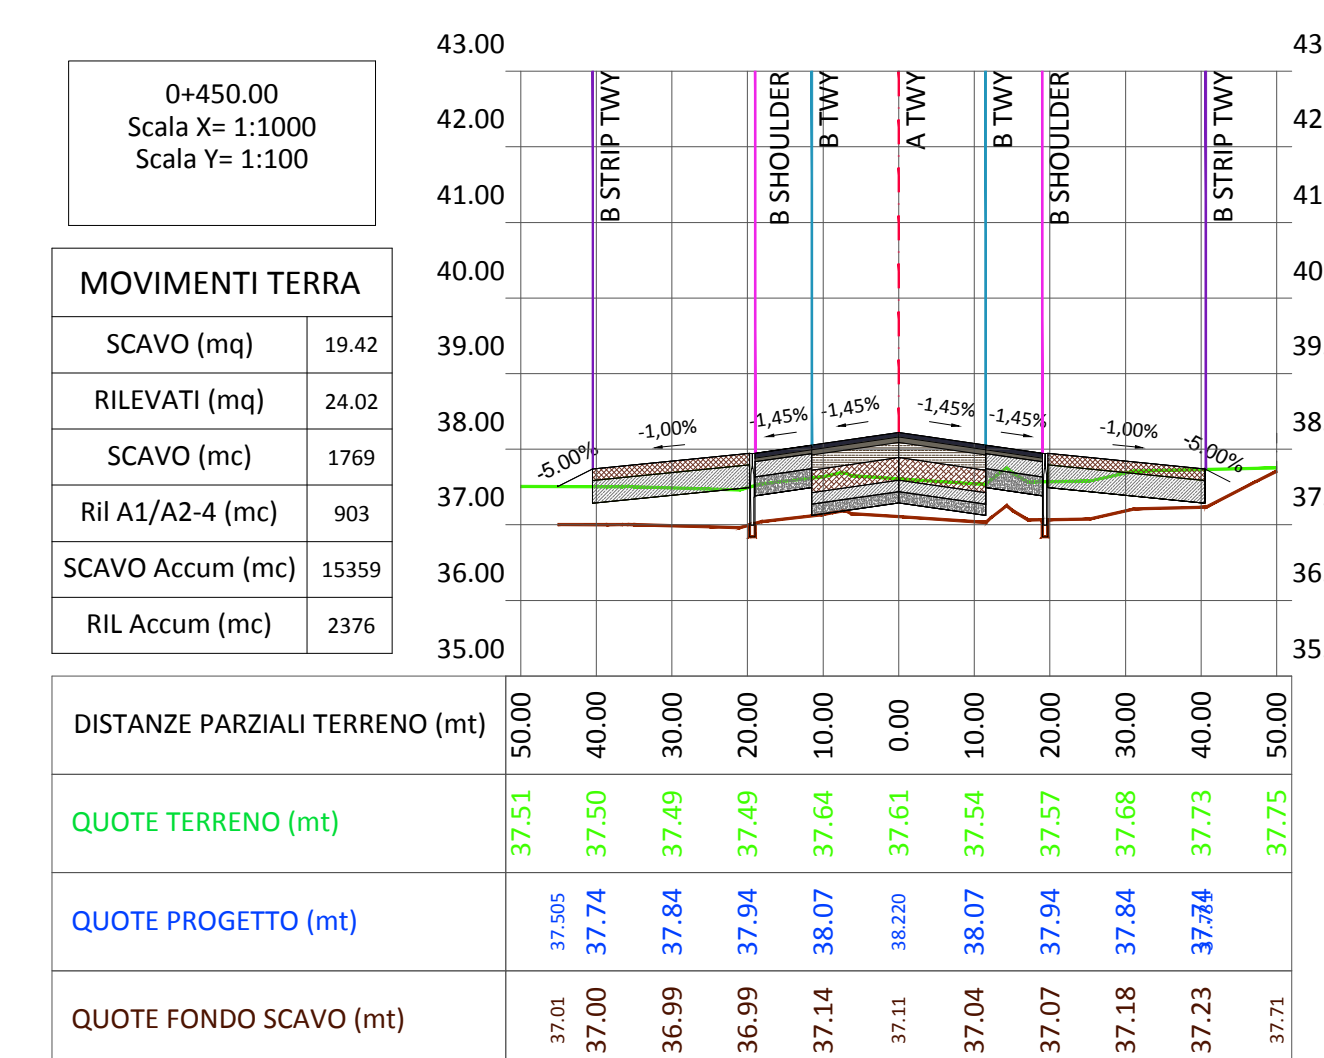 0+450.00
Scala X= 1:1000
Scala Y= 1:100
MOVIMENTI TERRA
SCAVO (mq) 19.42
RILEVATI (mq) 24.02
SCAVO (mc) 1769
Ril A1/A2-4 (mc) 903
SCAVO Accum (mc) 15359
RIL Accum (mc) 2376
43.00 43
42.00 42
41.00 41
40.00 40
39.00 39
38.00 38
37.00 37
36.00 36
35.00 35
B STRIP TWY
B SHOULDER
B TWY
A TWY
B TWY
B SHOULDER
B STRIP TWY
-5.00% -1,00% -1,45% -1,45% -1,45% -1,45% -1,00% -5.00%
DISTANZE PARZIALI TERRENO (mt) 50.00 40.00 30.00 20.00 10.00 0.00 10.00 20.00 30.00 40.00 50.00
QUOTE TERRENO (mt) 37.51 37.50 37.49 37.49 37.64 37.61 37.54 37.57 37.68 37.73 37.75
QUOTE PROGETTO (mt) 37.505 37.74 37.84 37.94 38.07 38.220 38.07 37.94 37.84 37.74
QUOTE FONDO SCAVO (mt) 37.01 37.00 36.99 36.99 37.14 37.11 37.04 37.07 37.18 37.23 37.71